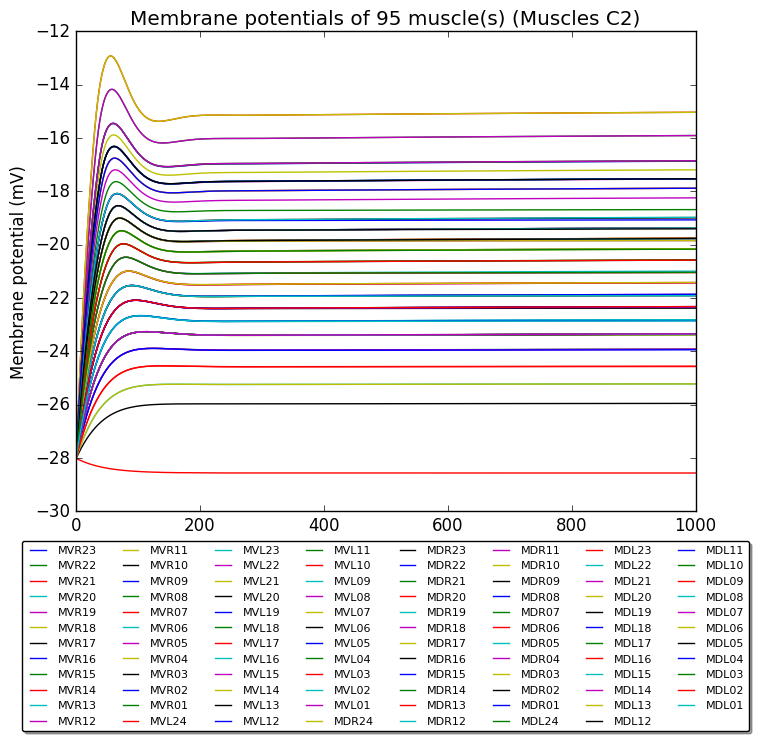 Membrane potentials of 95 muscle(s) (Muscles C2)
−12
−14
−16
−18
−20
−22
−24
−26
−28
−30
Membrane potential (mV)
0 200 400 600 800 1000
MVR23 MVR11 MVL23 MVL11 MDR23 MDR11 MDL23 MDL11
MVR22 MVR10 MVL22 MVL10 MDR22 MDR10 MDL22 MDL10
MVR21 MVR09 MVL21 MVL09 MDR21 MDR09 MDL21 MDL09
MVR20 MVR08 MVL20 MVL08 MDR20 MDR08 MDL20 MDL08
MVR19 MVR07 MVL19 MVL07 MDR19 MDR07 MDL19 MDL07
MVR18 MVR06 MVL18 MVL06 MDR18 MDR06 MDL18 MDL06
MVR17 MVR05 MVL17 MVL05 MDR17 MDR05 MDL17 MDL05
MVR16 MVR04 MVL16 MVL04 MDR16 MDR04 MDL16 MDL04
MVR15 MVR03 MVL15 MVL03 MDR15 MDR03 MDL15 MDL03
MVR14 MVR02 MVL14 MVL02 MDR14 MDR02 MDL14 MDL02
MVR13 MVR01 MVL13 MVL01 MDR13 MDR01 MDL13 MDL01
MVR12 MVL24 MVL12 MDR24 MDR12 MDL24 MDL12